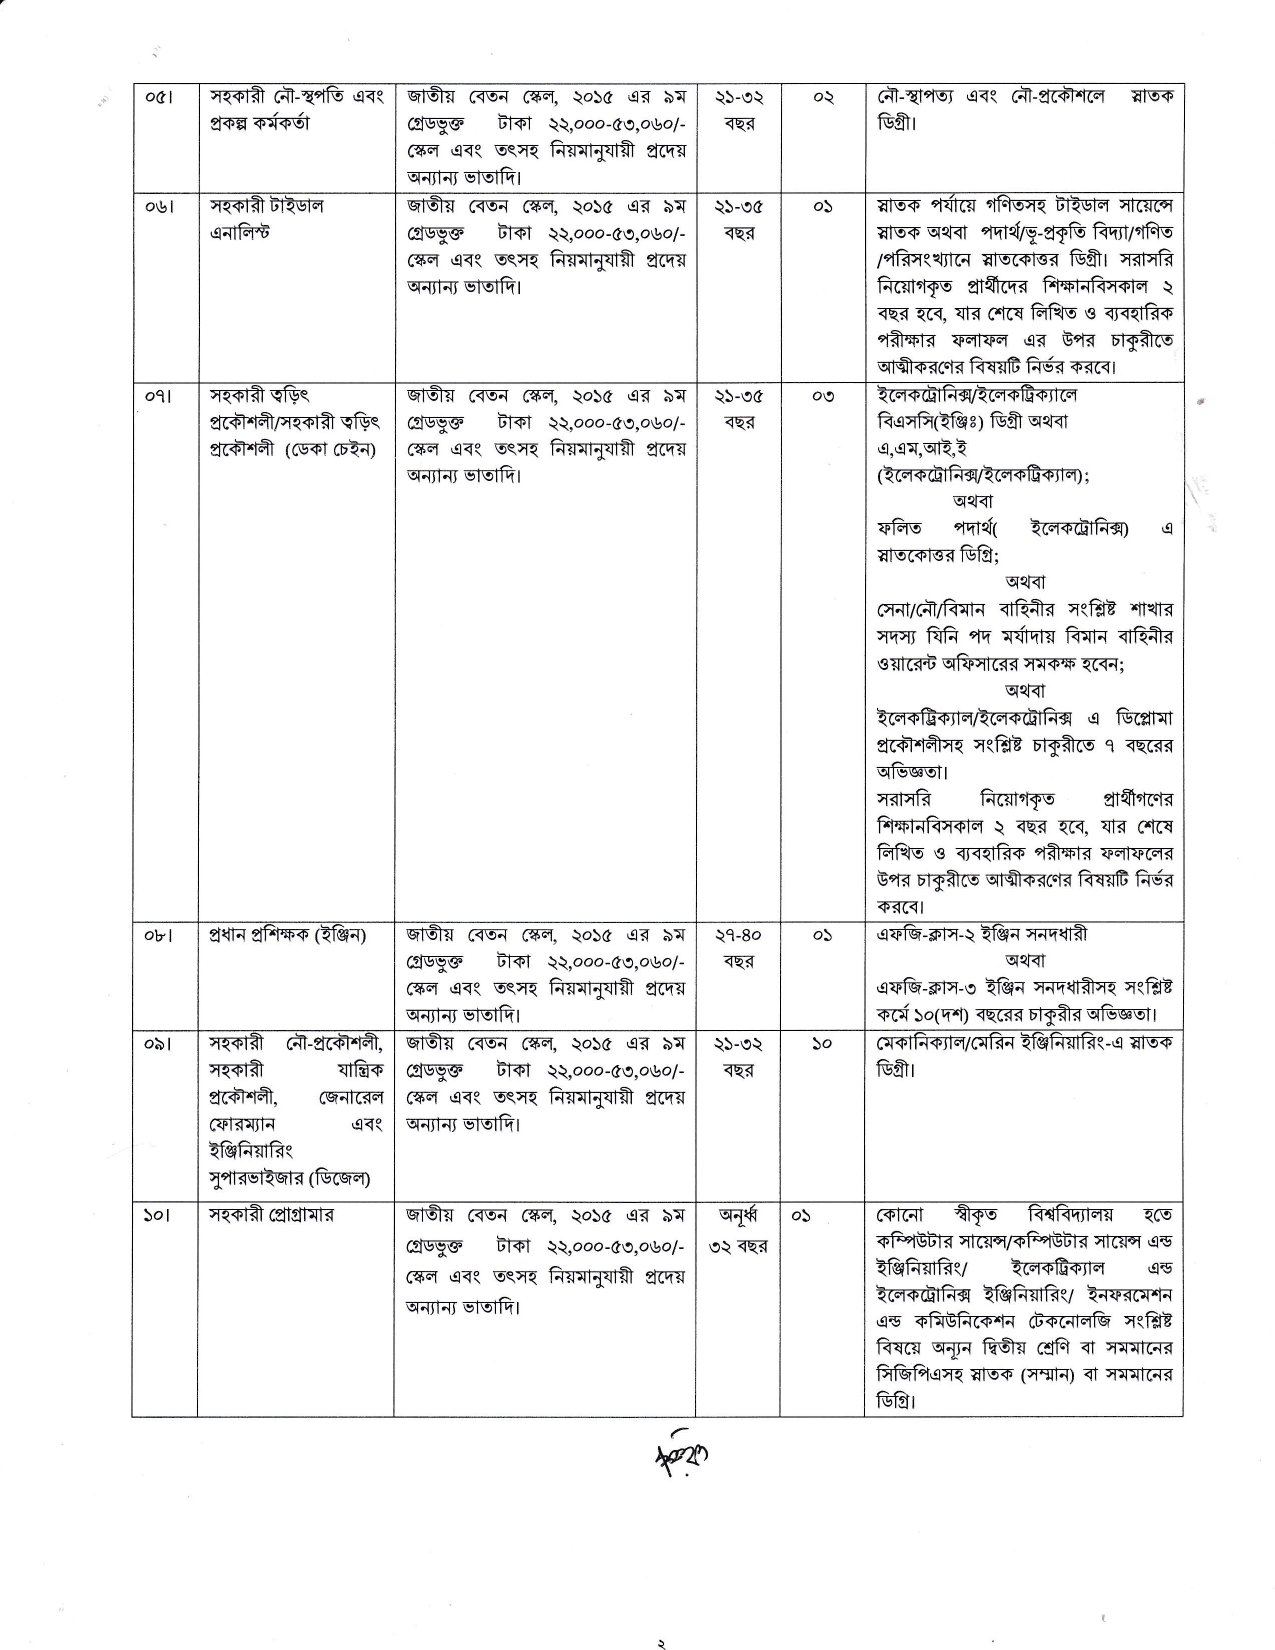 ০৫।
সহকারী নৌ-স্থপতি এবং
প্রকল্প কর্মকর্তা
জাতীয় বেতন স্কেল, ২০১৫ এর ৯ম
গ্রেডভুক্ত টাকা ২২,০০০-৫৩,০৬০/-
স্কেল এবং তৎসহ নিয়মানুযায়ী প্রদেয়
অন্যান্য ভাতাদি।
২১-৩২
বছর
০২
নৌ-স্থাপত্য এবং নৌ-প্রকৌশলে স্নাতক
ডিগ্রী।
০৬।
সহকারী টাইডাল
এনালিস্ট
জাতীয় বেতন স্কেল, ২০১৫ এর ৯ম
গ্রেডভুক্ত টাকা ২২,০০০-৫৩,০৬০/-
স্কেল এবং তৎসহ নিয়মানুযায়ী প্রদেয়
অন্যান্য ভাতাদি।
২১-৩৫
বছর
০১
স্নাতক পর্যায়ে গণিতসহ টাইডাল সায়েন্সে
স্নাতক অথবা পদার্থ/ভূ-প্রকৃতি বিদ্যা/গণিত
/পরিসংখ্যানে স্নাতকোত্তর ডিগ্রী। সরাসরি
নিয়োগকৃত প্রার্থীদের শিক্ষানবিসকাল ২
বছর হবে, যার শেষে লিখিত ও ব্যবহারিক
পরীক্ষার ফলাফল এর উপর চাকুরীতে
আত্মীকরণের বিষয়টি নির্ভর করবে।
০৭।
সহকারী তড়িৎ
প্রকৌশলী/সহকারী তড়িৎ
প্রকৌশলী (ডেকা চেইন)
জাতীয় বেতন স্কেল, ২০১৫ এর ৯ম
গ্রেডভুক্ত টাকা ২২,০০০-৫৩,০৬০/-
স্কেল এবং তৎসহ নিয়মানুযায়ী প্রদেয়
অন্যান্য ভাতাদি।
২১-৩৫
বছর
০৩
ইলেকট্রোনিক্স/ইলেকট্রিক্যালে
বিএসসি(ইঞ্জিঃ) ডিগ্রী অথবা
এ,এম,আই,ই
(ইলেকট্রোনিক্স/ইলেকট্রিক্যাল);
অথবা
ফলিত পদার্থ( ইলেকট্রোনিক্স) এ
স্নাতকোত্তর ডিগ্রি;
অথবা
সেনা/নৌ/বিমান বাহিনীর সংশ্লিষ্ট শাখার
সদস্য যিনি পদ মর্যাদায় বিমান বাহিনীর
ওয়ারেন্ট অফিসারের সমকক্ষ হবেন;
অথবা
ইলেকট্রিক্যাল/ইলেকট্রোনিক্স এ ডিপ্লোমা
প্রকৌশলীসহ সংশ্লিষ্ট চাকুরীতে ৭ বছরের
অভিজ্ঞতা।
সরাসরি নিয়োগকৃত প্রার্থীগণের
শিক্ষানবিসকাল ২ বছর হবে, যার শেষে
লিখিত ও ব্যবহারিক পরীক্ষার ফলাফলের
উপর চাকুরীতে আত্মীকরণের বিষয়টি নির্ভর
করবে।
০৮।
প্রধান প্রশিক্ষক (ইঞ্জিন)
জাতীয় বেতন স্কেল, ২০১৫ এর ৯ম
গ্রেডভুক্ত টাকা ২২,০০০-৫৩,০৬০/-
স্কেল এবং তৎসহ নিয়মানুযায়ী প্রদেয়
অন্যান্য ভাতাদি।
২৭-৪০
বছর
০১
এফজি-ক্লাস-২ ইঞ্জিন সনদধারী
অথবা
এফজি-ক্লাস-৩ ইঞ্জিন সনদধারীসহ সংশ্লিষ্ট
কর্মে ১০(দশ) বছরের চাকুরীর অভিজ্ঞতা।
০৯।
সহকারী নৌ-প্রকৌশলী,
সহকারী যান্ত্রিক
প্রকৌশলী, জেনারেল
ফোরম্যান এবং
ইঞ্জিনিয়ারিং
সুপারভাইজার (ডিজেল)
জাতীয় বেতন স্কেল, ২০১৫ এর ৯ম
গ্রেডভুক্ত টাকা ২২,০০০-৫৩,০৬০/-
স্কেল এবং তৎসহ নিয়মানুযায়ী প্রদেয়
অন্যান্য ভাতাদি।
২১-৩২
বছর
১০
মেকানিক্যাল/মেরিন ইঞ্জিনিয়ারিং-এ স্নাতক
ডিগ্রী।
১০।
সহকারী প্রোগ্রামার
জাতীয় বেতন স্কেল, ২০১৫ এর ৯ম
গ্রেডভুক্ত টাকা ২২,০০০-৫৩,০৬০/-
স্কেল এবং তৎসহ নিয়মানুযায়ী প্রদেয়
অন্যান্য ভাতাদি।
অনূর্ধ্ব
৩২ বছর
০১
কোনো স্বীকৃত বিশ্ববিদ্যালয় হতে
কম্পিউটার সায়েন্স/কম্পিউটার সায়েন্স এন্ড
ইঞ্জিনিয়ারিং/ ইলেকট্রিক্যাল এন্ড
ইলেকট্রোনিক্স ইঞ্জিনিয়ারিং/ ইনফরমেশন
এন্ড কমিউনিকেশন টেকনোলজি সংশ্লিষ্ট
বিষয়ে অন্যূন দ্বিতীয় শ্রেণি বা সমমানের
সিজিপিএসহ স্নাতক (সম্মান) বা সমমানের
ডিগ্রি।
২